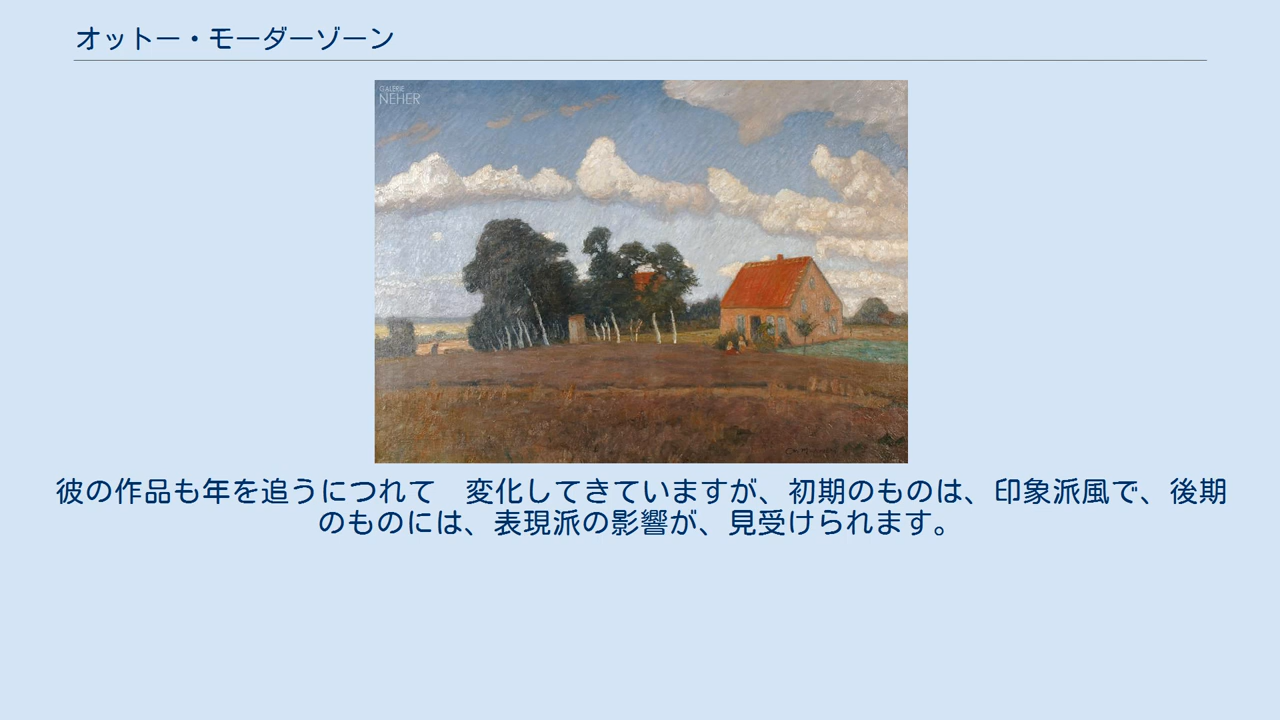 オットー・モーダーゾーン
GALERIE
NEHER
彼の作品も年を追うにつれて　変化してきていますが、初期のものは、印象派風で、後期
のものには、表現派の影響が、見受けられます。